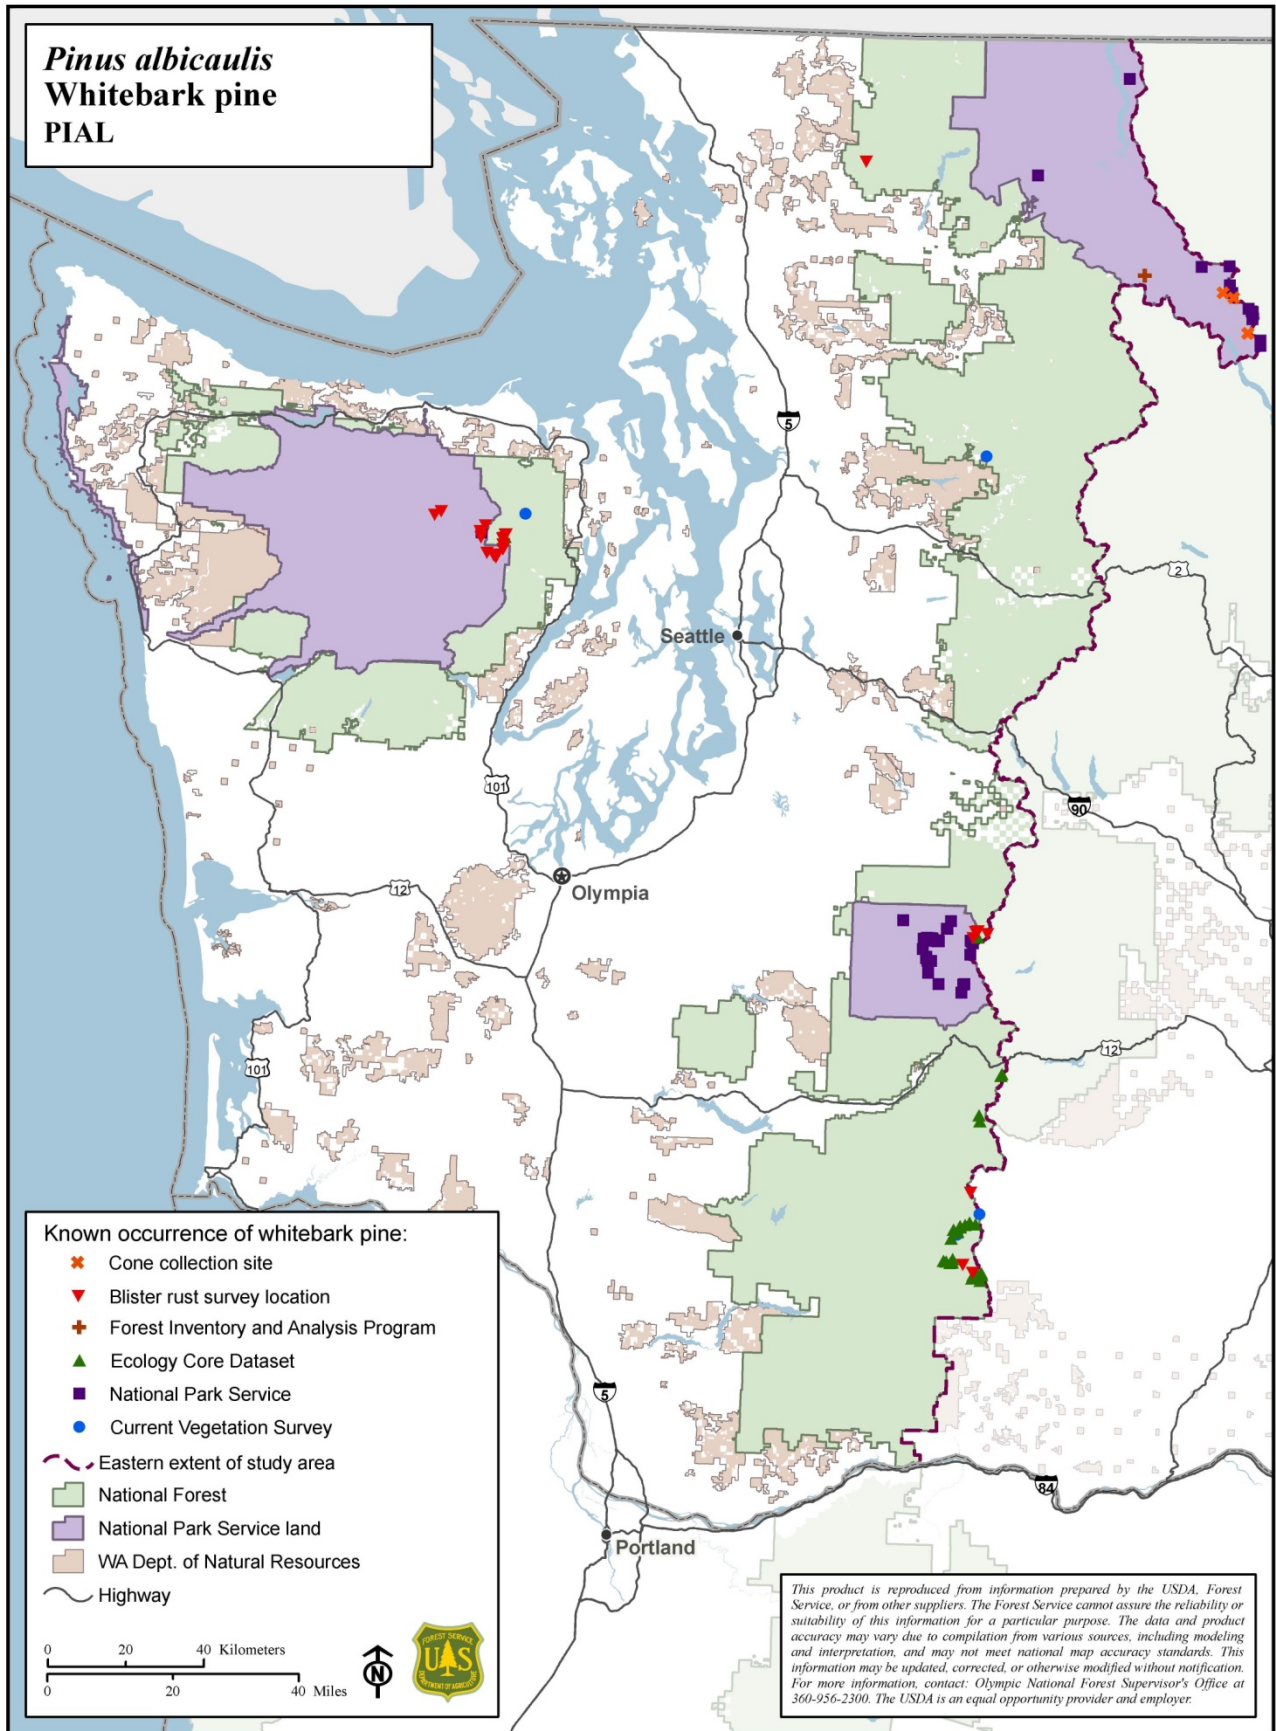 Pinus albicaulis
Whitebark pine
PIAL
5
2
Seattle
101
90
12
Olympia
12
101
Known occurrence of whitebark pine:
Cone collection site
Blister rust survey location
Forest Inventory and Analysis Program
Ecology Core Dataset
National Park Service
Current Vegetation Survey
Eastern extent of study area
National Forest
National Park Service land
WA Dept. of Natural Resources
Highway
0 20 40 Kilometers
0 20 40 Miles
N
FOREST SERVICE
U S
DEPARTMENT OF AGRICULTURE
5
84
Portland
This product is reproduced from information prepared by the USDA, Forest
Service, or from other suppliers. The Forest Service cannot assure the reliability or
suitability of this information for a particular purpose. The data and product
accuracy may vary due to compilation from various sources, including modeling
and interpretation, and may not meet national map accuracy standards. This
information may be updated, corrected, or otherwise modified without notification.
For more information, contact: Olympic National Forest Supervisor's Office at
360-956-2300. The USDA is an equal opportunity provider and employer.